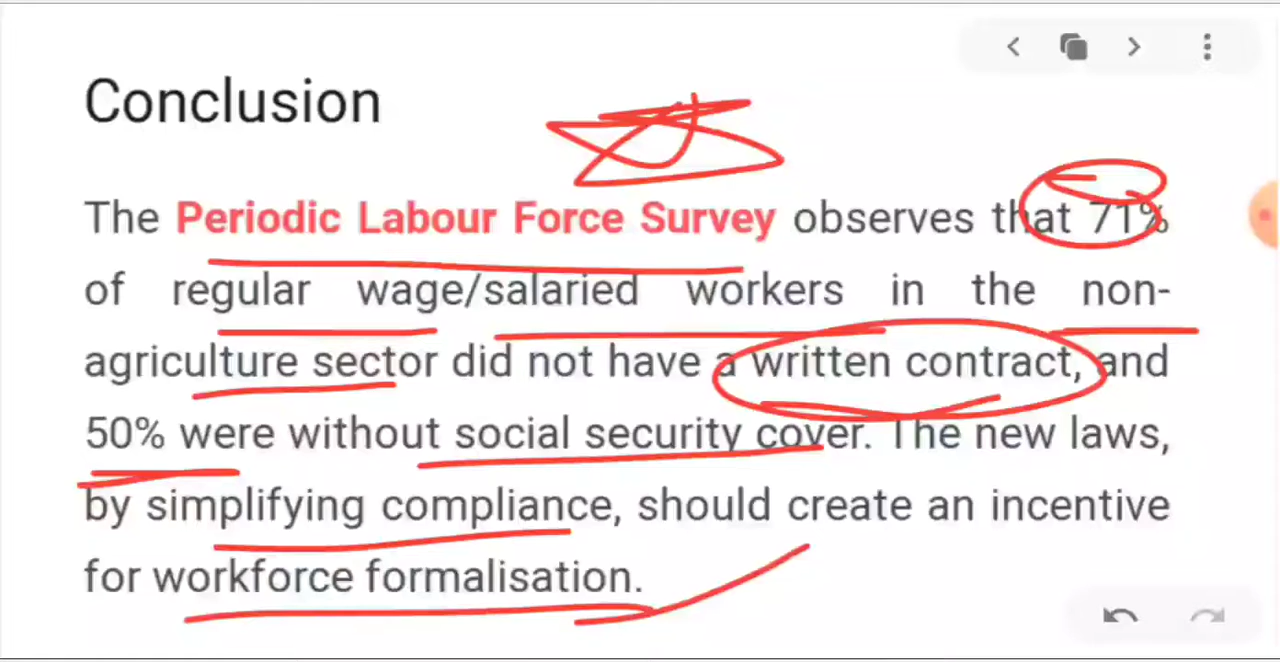 Conclusion
The Periodic Labour Force Survey observes that 71%
of regular wage/salaried workers in the non-
agriculture sector did not have a written contract, and
50% were without social security cover. The new laws,
by simplifying compliance, should create an incentive
for workforce formalisation.